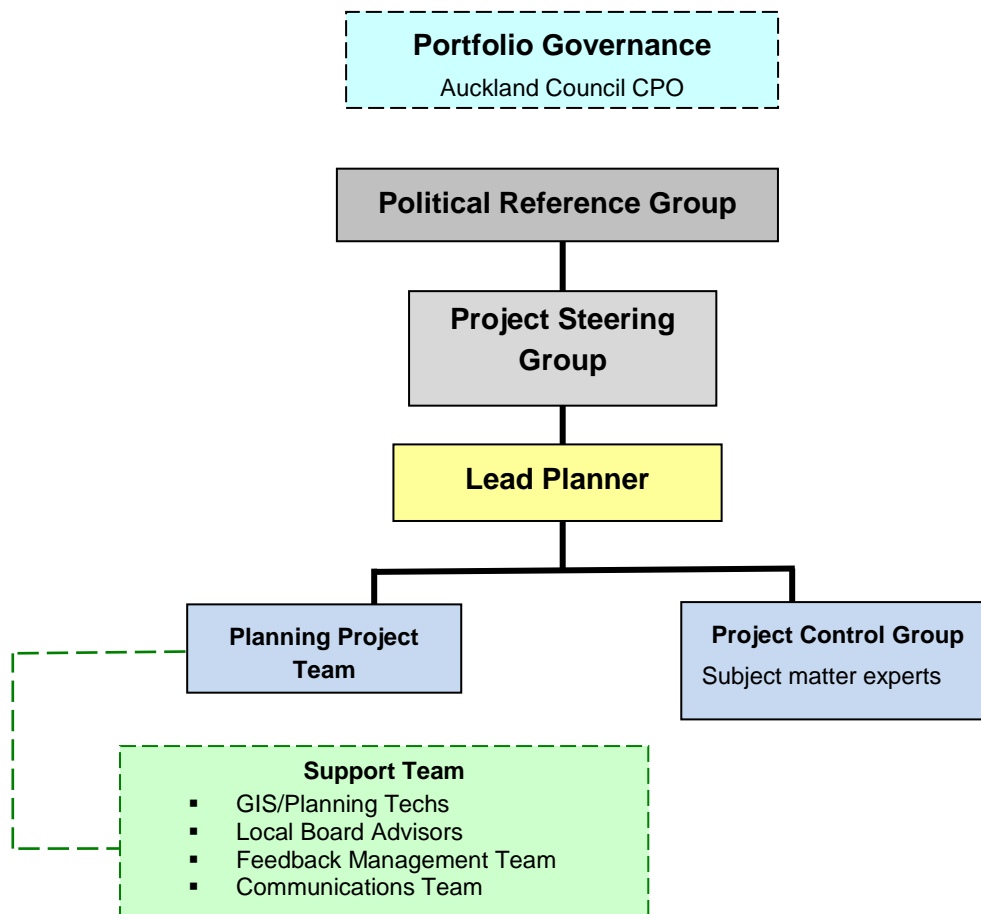 Portfolio Governance
Auckland Council CPO
Political Reference Group
Project Steering
Group
Lead Planner
Planning Project
Team
Project Control Group
Subject matter experts
Support Team
▪ GIS/Planning Techs
▪ Local Board Advisors
▪ Feedback Management Team
▪ Communications Team